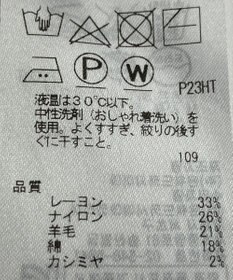 P W P23HT
液温は30℃以下。
中性洗剤(おしゃれ着洗い)を
使用。よくすすぎ、絞りの後す
ぐに干すこと。
109
品質
レーヨン 33%
ナイロン 26%
羊毛 21%
綿 18%
カシミヤ 2%